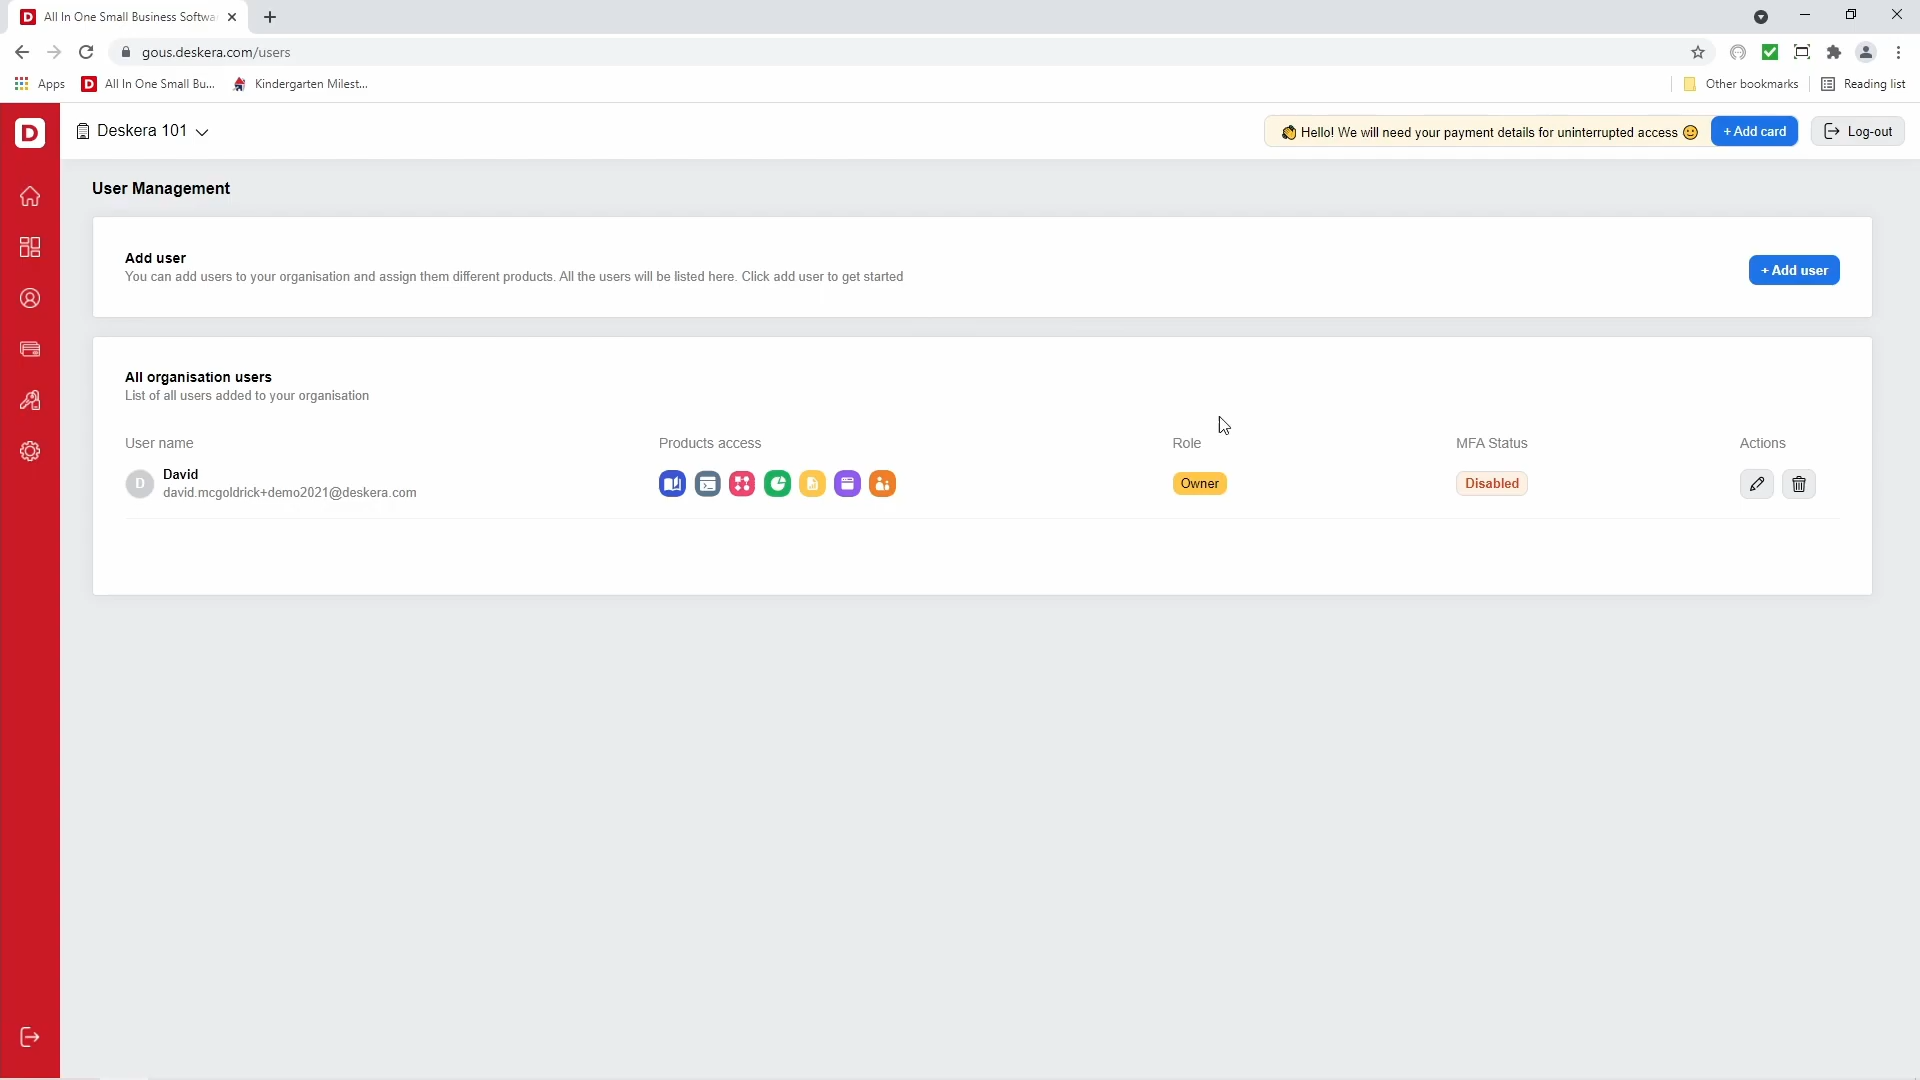 D All In One Small Business Softwa
gous.deskera.com/users
Apps
D All In One Small Bu...
Kindergarten Milest...
Other bookmarks
Reading list
D
Deskera 101
Hello! We will need your payment details for uninterrupted access
+ Add card
Log-out
User Management
Add user
You can add users to your organisation and assign them different products. All the users will be listed here. Click add user to get started
+ Add user
All organisation users
List of all users added to your organisation
User name
Products access
Role
MFA Status
Actions
D
David
david.mcgoldrick+demo2021@deskera.com
Owner
Disabled